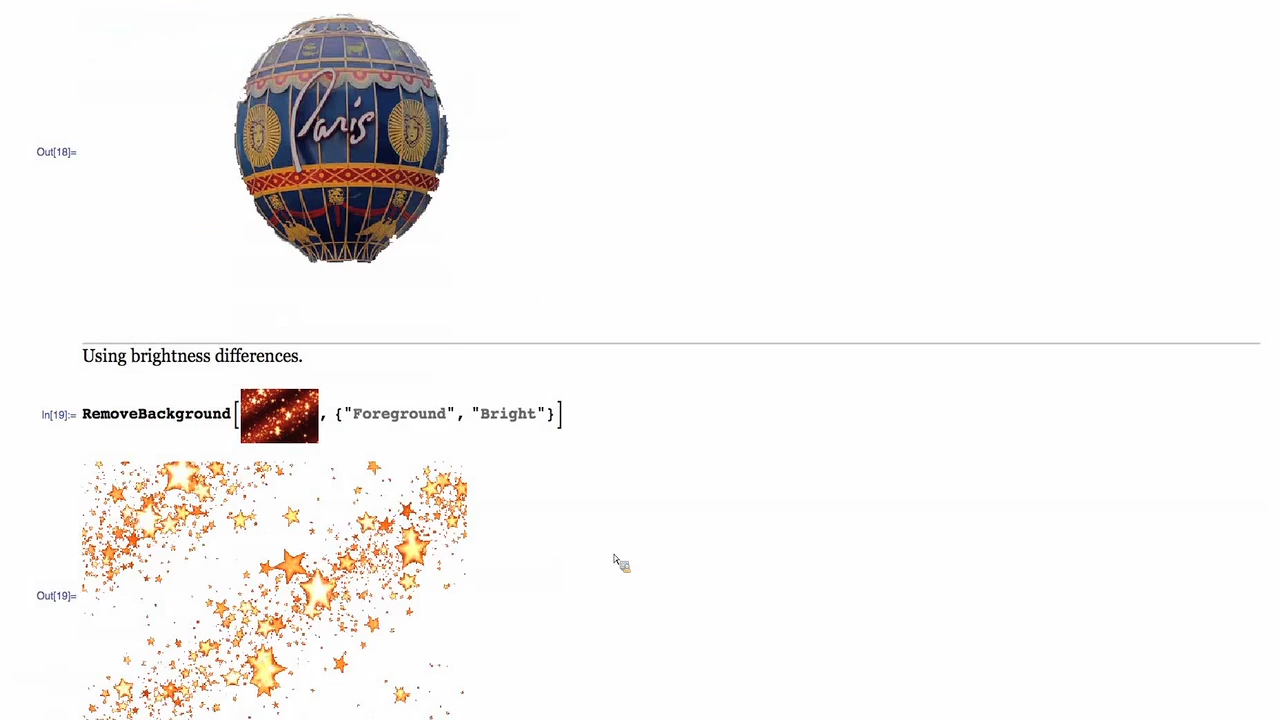 Paris
Out[18]=
Using brightness differences.
In[19]:= RemoveBackground[ , {"Foreground", "Bright"}]
Out[19]=